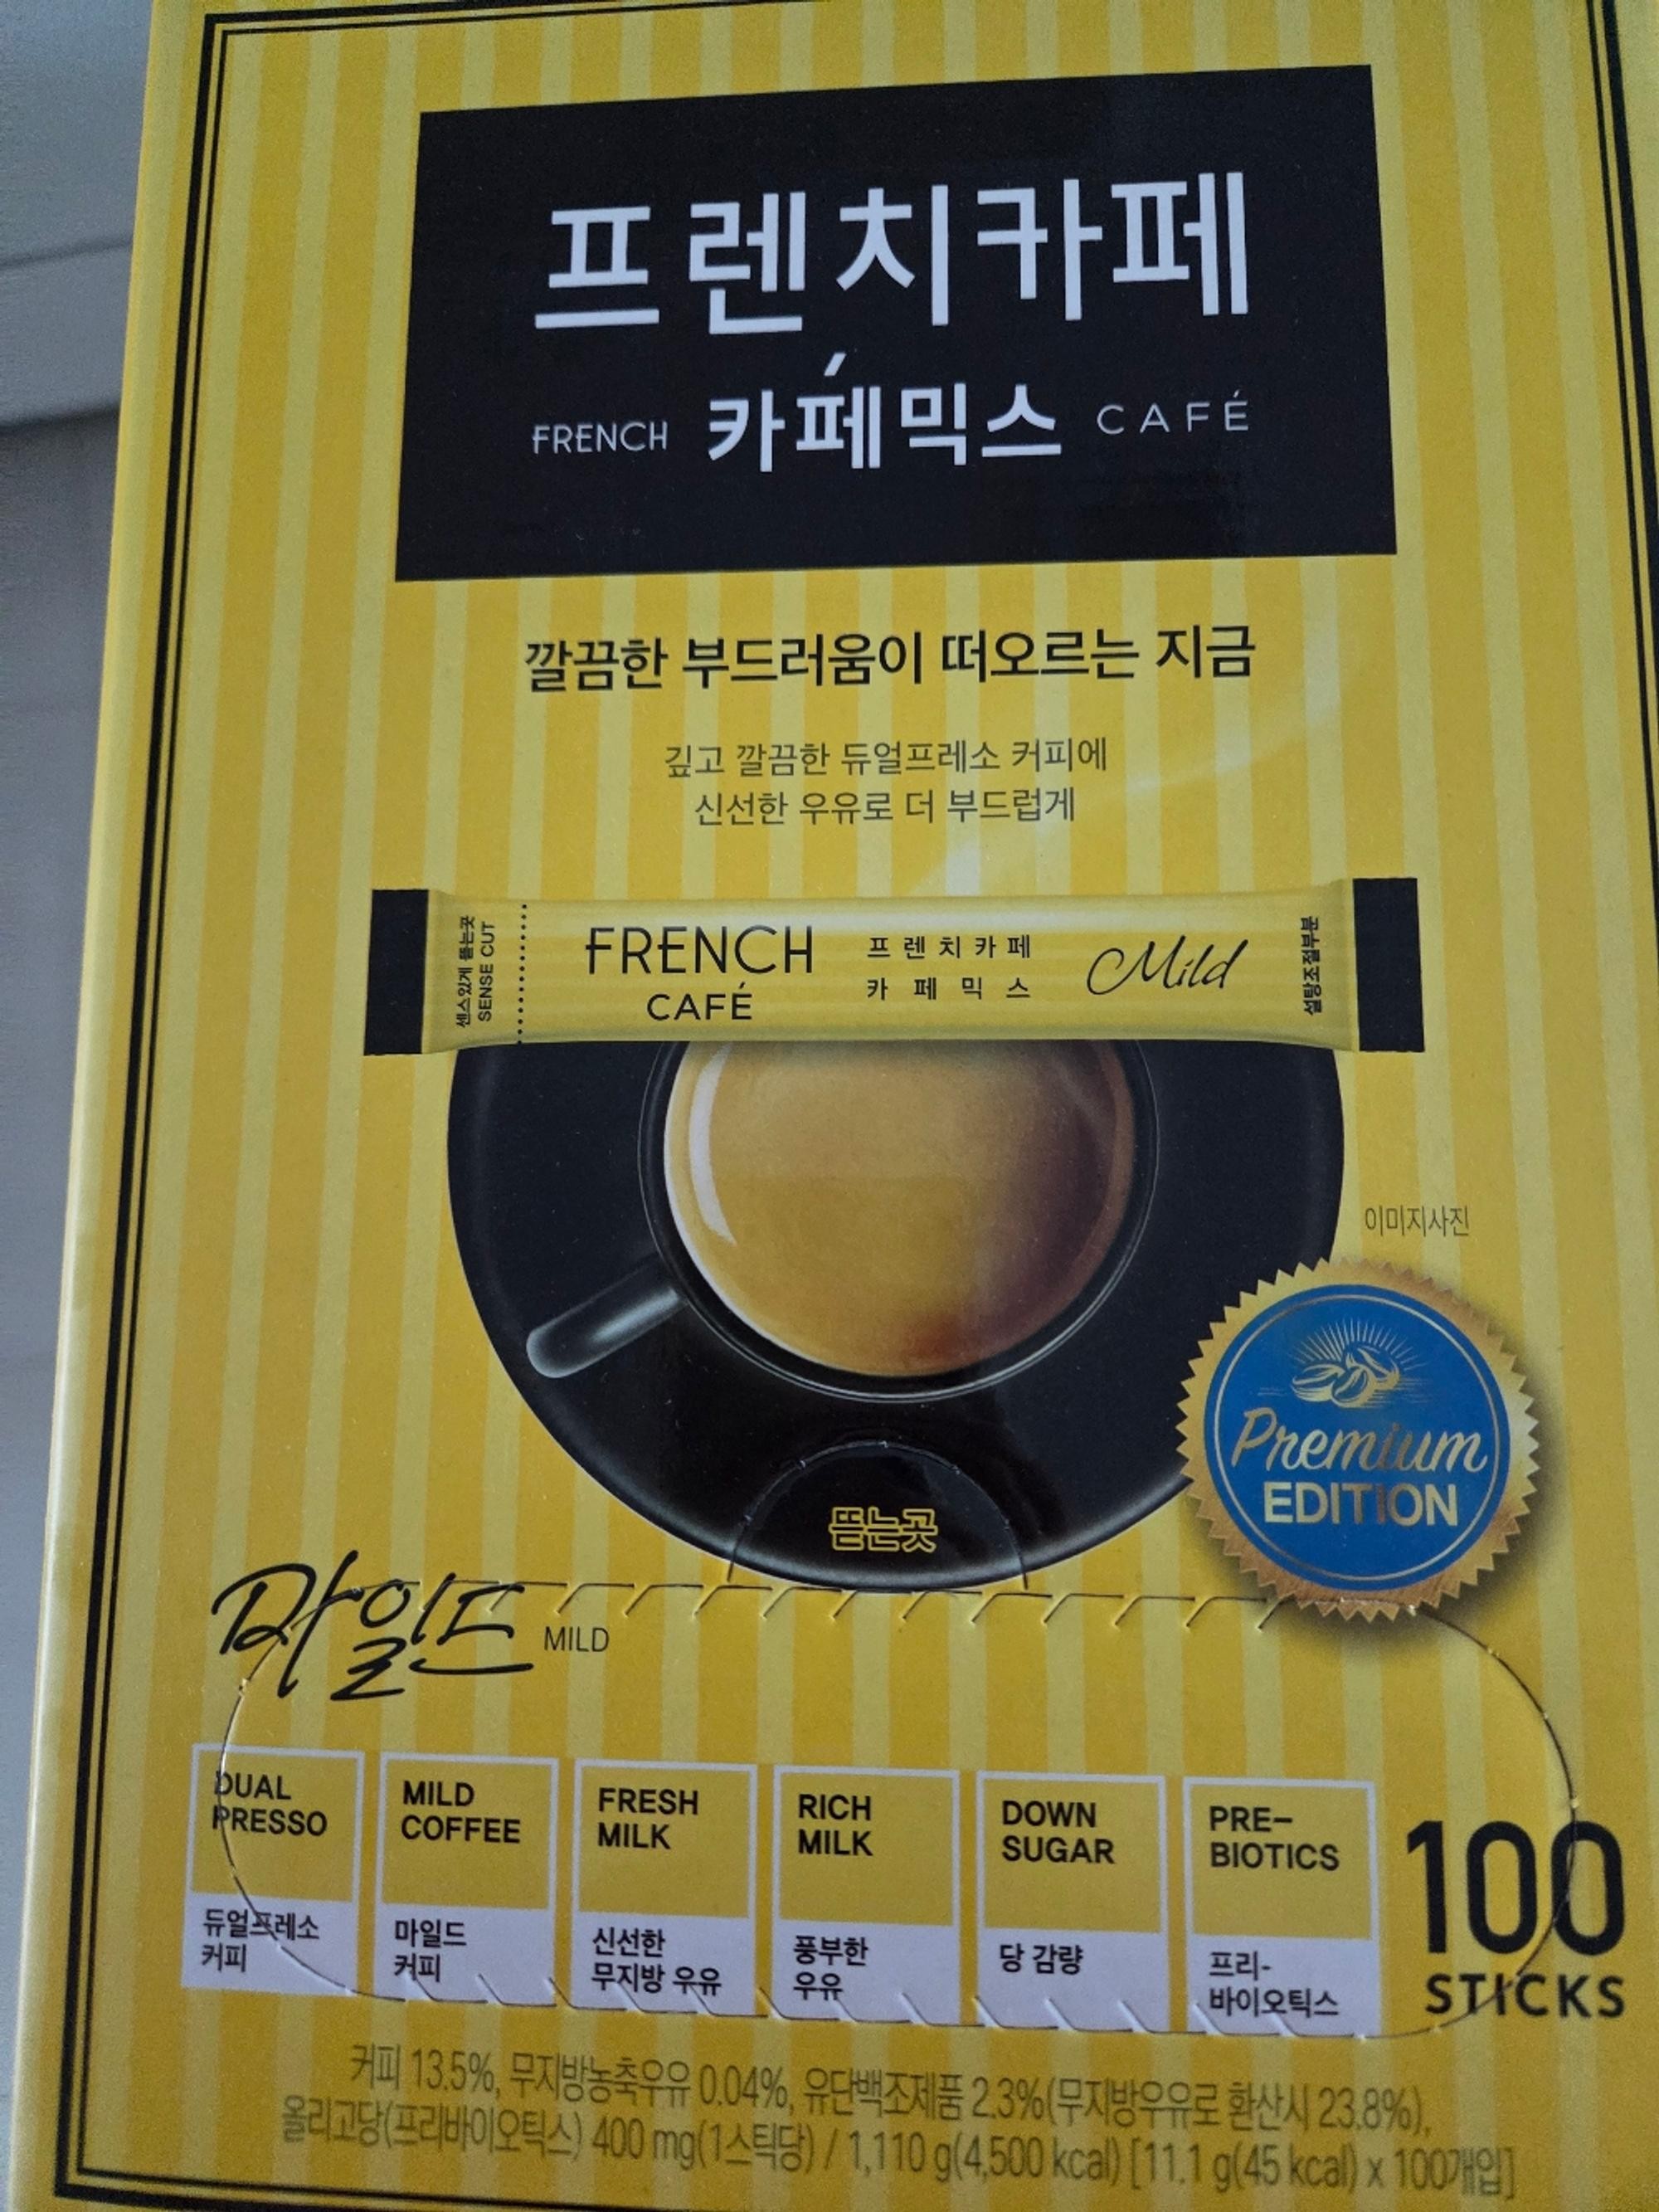 프렌치카페
FRENCH 카페믹스 CAFÉ
깔끔한 부드러움이 떠오르는 지금
깊고 깔끔한 듀얼프레소 커피에
신선한 우유로 더 부드럽게
센스있게 뜯는곳
SENSE CUT
FRENCH
CAFÉ
프렌치카페
카페믹스
Mild
설탕조절부분
이미지사진
Premium
EDITION
뜯는곳
마일드 MILD
DUAL
PRESSO
듀얼프레소
커피
MILD
COFFEE
마일드
커피
FRESH
MILK
신선한
무지방 우유
RICH
MILK
풍부한
우유
DOWN
SUGAR
당 감량
PRE-
BIOTICS
프리-
바이오틱스
100
STICKS
커피 13.5%, 무지방농축우유 0.04%, 유단백조제품 2.3%(무지방우유로 환산시 23.8%),
올리고당(프리바이오틱스) 400 mg(1스틱당) / 1,110 g(4,500 kcal) [11.1 g(45 kcal) x 100개입]